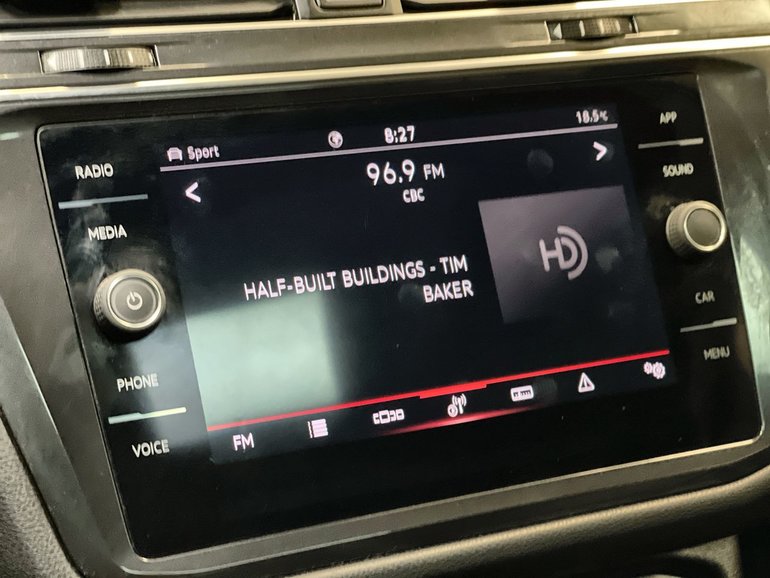 Sport
8:27
18.5°C
96.9 FM
CBC
HALF-BUILT BUILDINGS - TIM
BAKER
HD
FM
RADIO
MEDIA
PHONE
VOICE
APP
SOUND
CAR
MENU